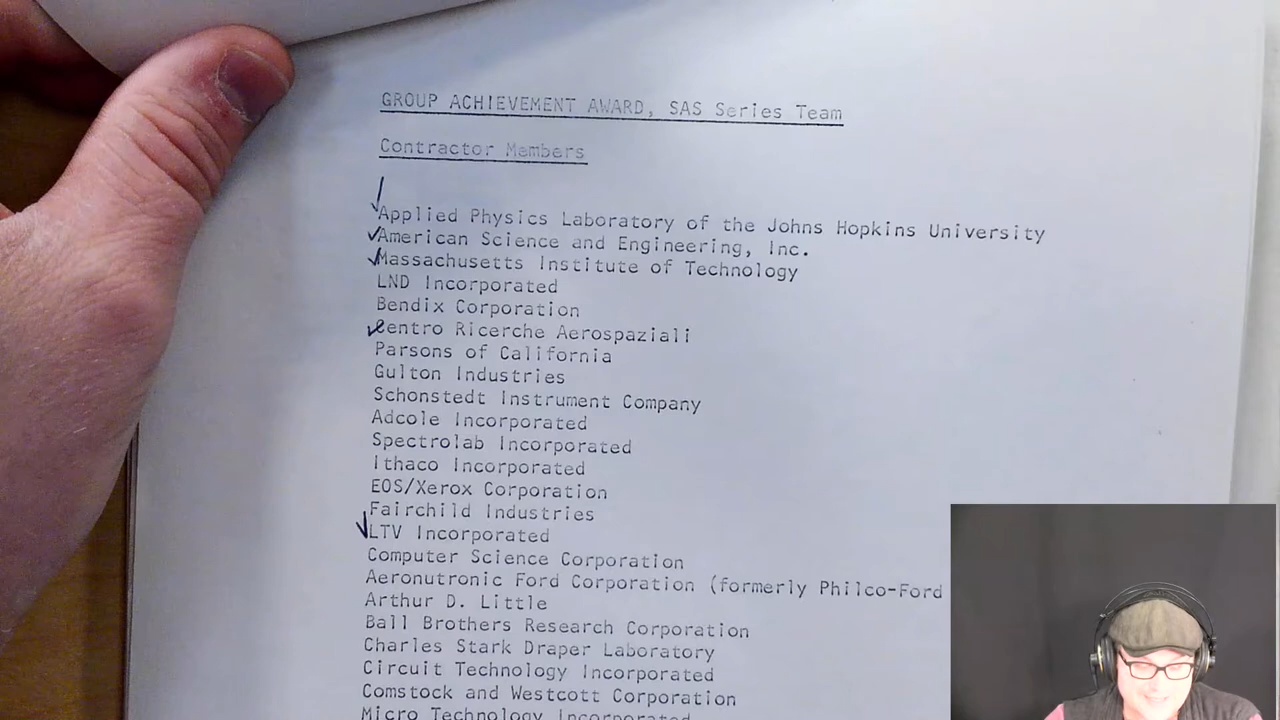 GROUP ACHIEVEMENT AWARD, SAS Series Team
Contractor Members
Applied Physics Laboratory of the Johns Hopkins University
American Science and Engineering, Inc.
Massachusetts Institute of Technology
LND Incorporated
Bendix Corporation
Centro Ricerche Aerospaziali
Parsons of California
Gulton Industries
Schonstedt Instrument Company
Adcole Incorporated
Spectrolab Incorporated
Ithaco Incorporated
EOS/Xerox Corporation
Fairchild Industries
LTV Incorporated
Computer Science Corporation
Aeronutronic Ford Corporation (formerly Philco-Ford
Arthur D. Little
Ball Brothers Research Corporation
Charles Stark Draper Laboratory
Circuit Technology Incorporated
Comstock and Westcott Corporation
Micro Technology Incorporated